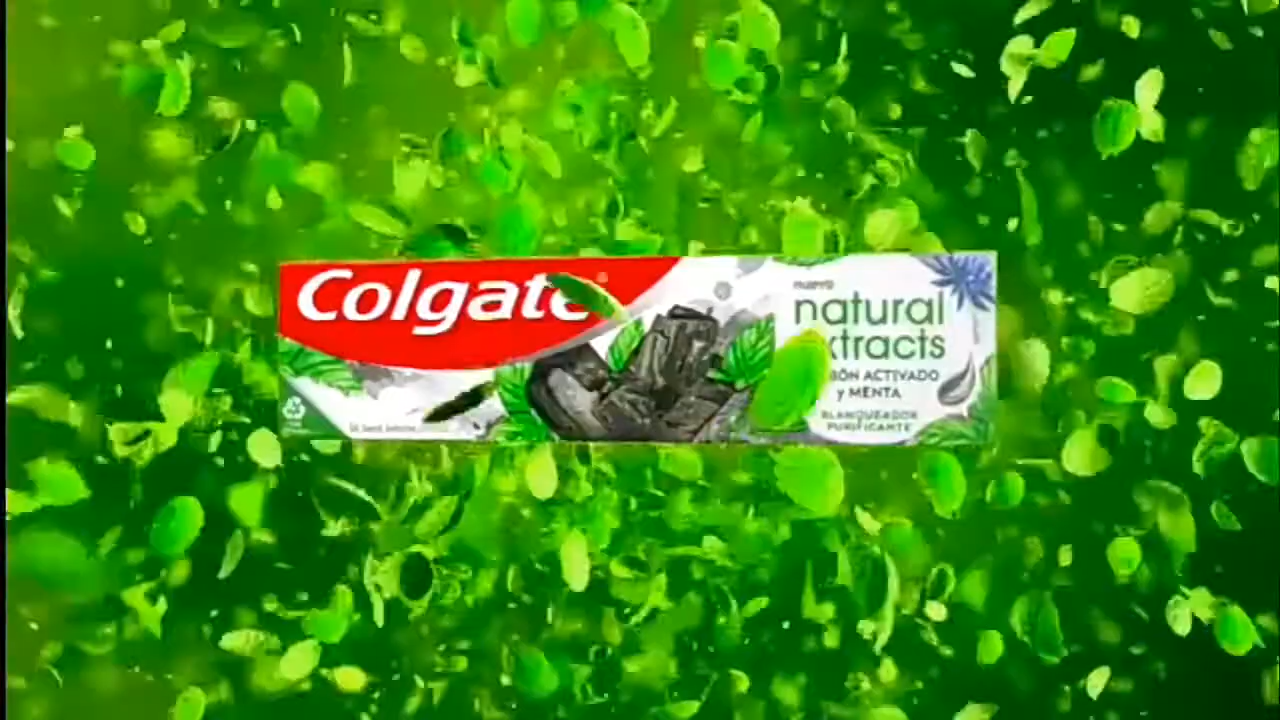 Colgate
NUEVO
natural
xtracts
BÓN ACTIVADO
y MENTA
BLANQUEADOR
PURIFICANTE